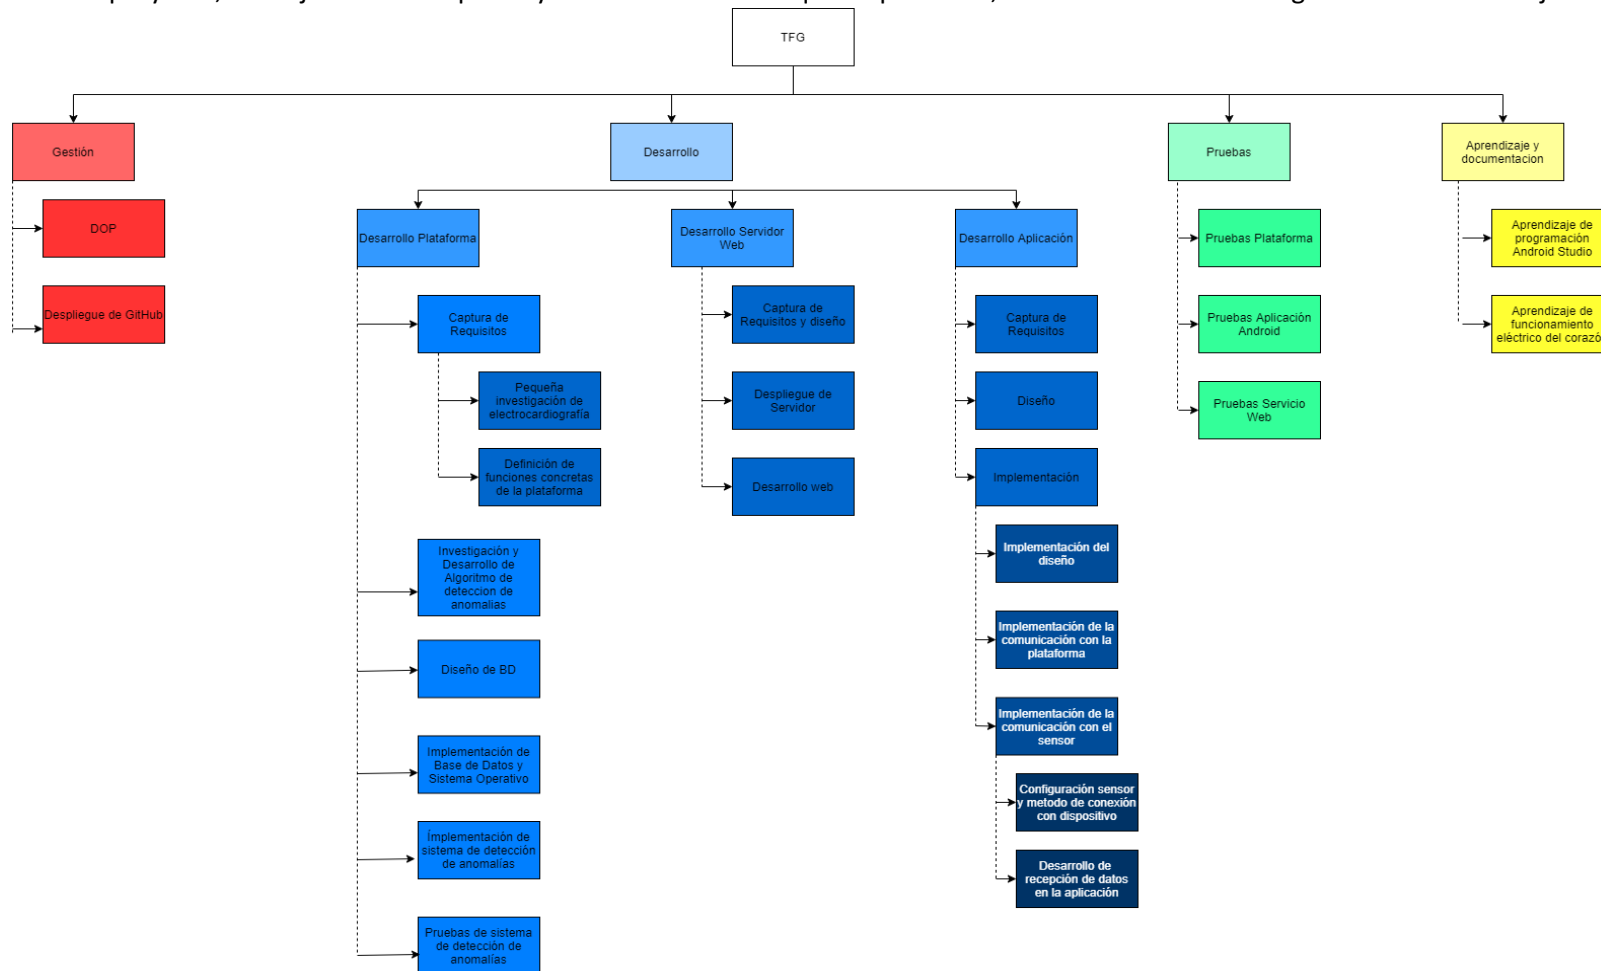 TFG
Gestión
DOP
Despliegue de GitHub
Desarrollo
Desarrollo Plataforma
Captura de
Requisitos
Pequeña
investigación de
electrocardiografía
Definición de
funciones concretas
de la plataforma
Investigación y
Desarrollo de
Algoritmo de
deteccion de
anomalias
Diseño de BD
Implementación de
Base de Datos y
Sistema Operativo
Ímplementación de
sistema de detección
de anomalías
Pruebas de sistema
de detección de
anomalías
Desarrollo Servidor
Web
Captura de
Requisitos y diseño
Despliegue de
Servidor
Desarrollo web
Desarrollo Aplicación
Captura de
Requisitos
Diseño
Implementación
Implementación del
diseño
Implementación de la
comunicación con la
plataforma
Implementación de la
comunicación con el
sensor
Configuración sensor
y metodo de conexión
con dispositivo
Desarrollo de
recepción de datos
en la aplicación
Pruebas
Pruebas Plataforma
Pruebas Aplicación
Android
Pruebas Servicio
Web
Aprendizaje y
documentacion
Aprendizaje de
programación
Android Studio
Aprendizaje de
funcionamiento
eléctrico del corazó